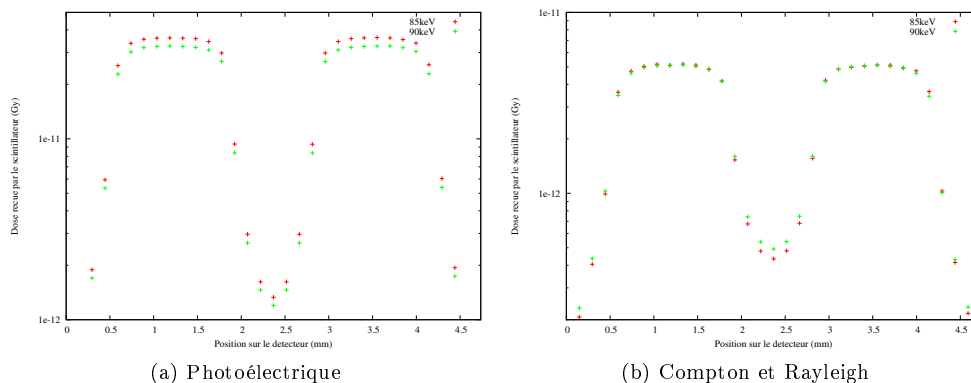 85keV
90keV
1e-11
1e-12
Dose recue par le scintillateur (Gy)
0 0.5 1 1.5 2 2.5 3 3.5 4 4.5
Position sur le detecteur (mm)
(a) Photoélectrique
1e-11
85keV
90keV
1e-12
Dose recue par le scintillateur (Gy)
0 0.5 1 1.5 2 2.5 3 3.5 4 4.5
Position sur le detecteur (mm)
(b) Compton et Rayleigh